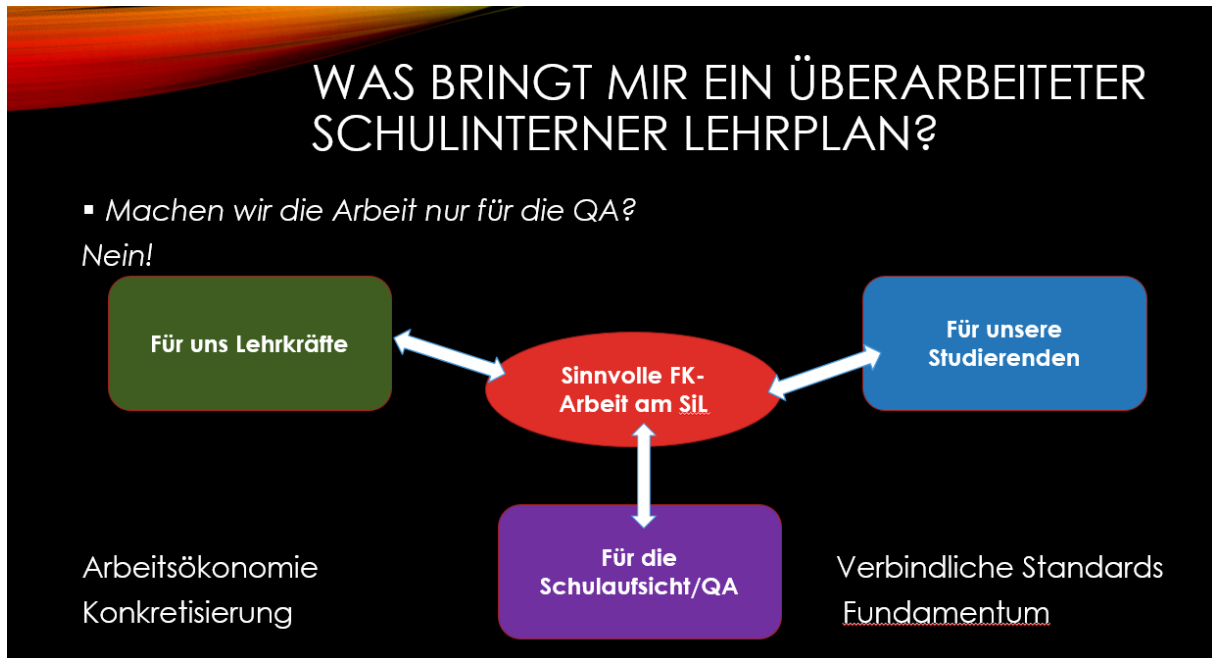 WAS BRINGT MIR EIN ÜBERARBEITETER
SCHULINTERNER LEHRPLAN?
▪ Machen wir die Arbeit nur für die QA?
Nein!
Für uns Lehrkräfte
Sinnvolle FK-
Arbeit am SiL
Für unsere
Studierenden
Für die
Schulaufsicht/QA
Arbeitsökonomie
Konkretisierung
Verbindliche Standards
Fundamentum